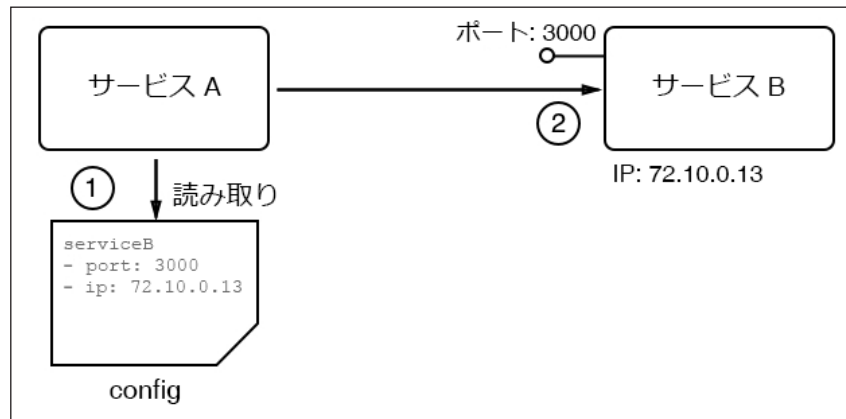 サービス A
ポート: 3000
サービス B
2
IP: 72.10.0.13
1
読み取り
serviceB
- port: 3000
- ip: 72.10.0.13
config